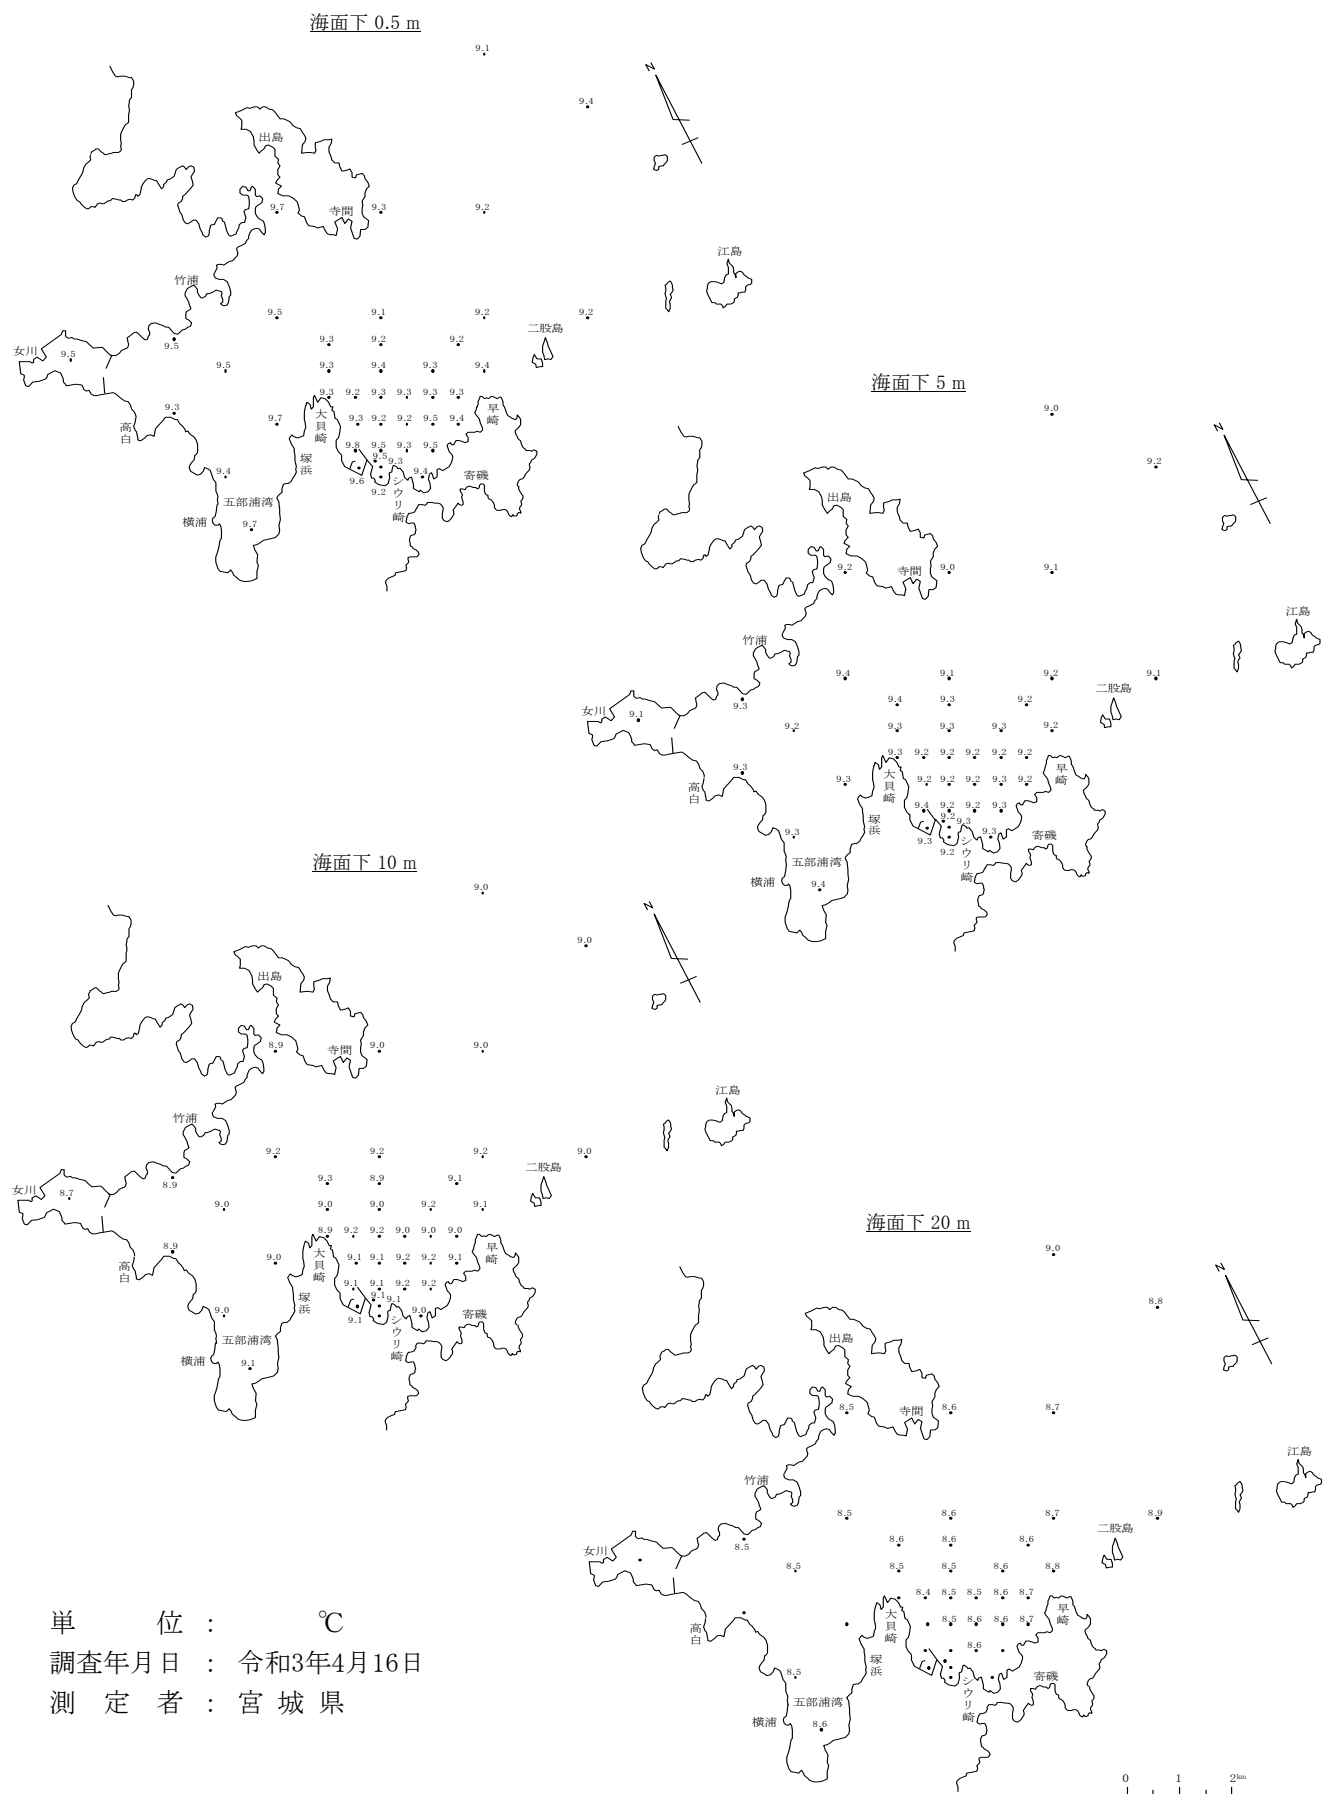 海面下 0.5 m
9.1
9.4
出島
9.7
寺間
9.3
9.2
江島
竹浦
9.5
9.1
9.2
9.2
二股島
9.5
9.3
9.2
9.2
女川
9.5
9.5
9.3
9.4
9.3
9.4
9.3
9.2
9.3
9.3
9.3
9.3
9.3
高白
9.7
大貝崎
9.3
9.2
9.2
9.5
9.4
早崎
塚浜
9.8
9.5
9.3
9.5
9.5
9.3
9.4
9.6
9.4
9.2
シウリ崎
寄磯
五部浦湾
横浦
9.7
海面下 5 m
9.0
9.2
出島
9.2
寺間
9.0
9.1
江島
竹浦
9.4
9.1
9.2
9.1
二股島
9.3
9.4
9.3
9.2
女川
9.1
9.2
9.3
9.3
9.3
9.2
9.3
9.2
9.2
9.2
9.2
9.2
9.3
高白
9.3
大貝崎
9.2
9.2
9.2
9.3
9.2
早崎
塚浜
9.4
9.2
9.2
9.3
9.2
9.3
9.3
9.3
9.3
9.2
シウリ崎
寄磯
五部浦湾
横浦
9.4
海面下 10 m
9.0
9.0
出島
8.9
寺間
9.0
9.0
江島
竹浦
9.2
9.2
9.2
9.0
二股島
8.9
9.3
8.9
9.1
女川
8.7
9.0
9.0
9.0
9.2
9.1
8.9
9.2
9.2
9.0
9.0
9.0
8.9
高白
9.0
大貝崎
9.1
9.1
9.2
9.2
9.1
早崎
塚浜
9.1
9.1
9.2
9.2
9.1
9.1
9.0
9.0
9.1
シウリ崎
寄磯
五部浦湾
横浦
9.1
海面下 20 m
9.0
8.8
出島
8.5
寺間
8.6
8.7
江島
竹浦
8.5
8.6
8.7
8.9
二股島
8.5
8.6
8.6
8.6
女川
8.5
8.5
8.5
8.6
8.8
8.4
8.5
8.5
8.6
8.7
高白
大貝崎
8.5
8.6
8.6
8.7
早崎
塚浜
8.6
8.5
シウリ崎
寄磯
五部浦湾
横浦
8.6
単 位 : ℃
調査年月日 : 令和3年4月16日
測 定 者 : 宮 城 県
0 1 2km
N
N
N
N